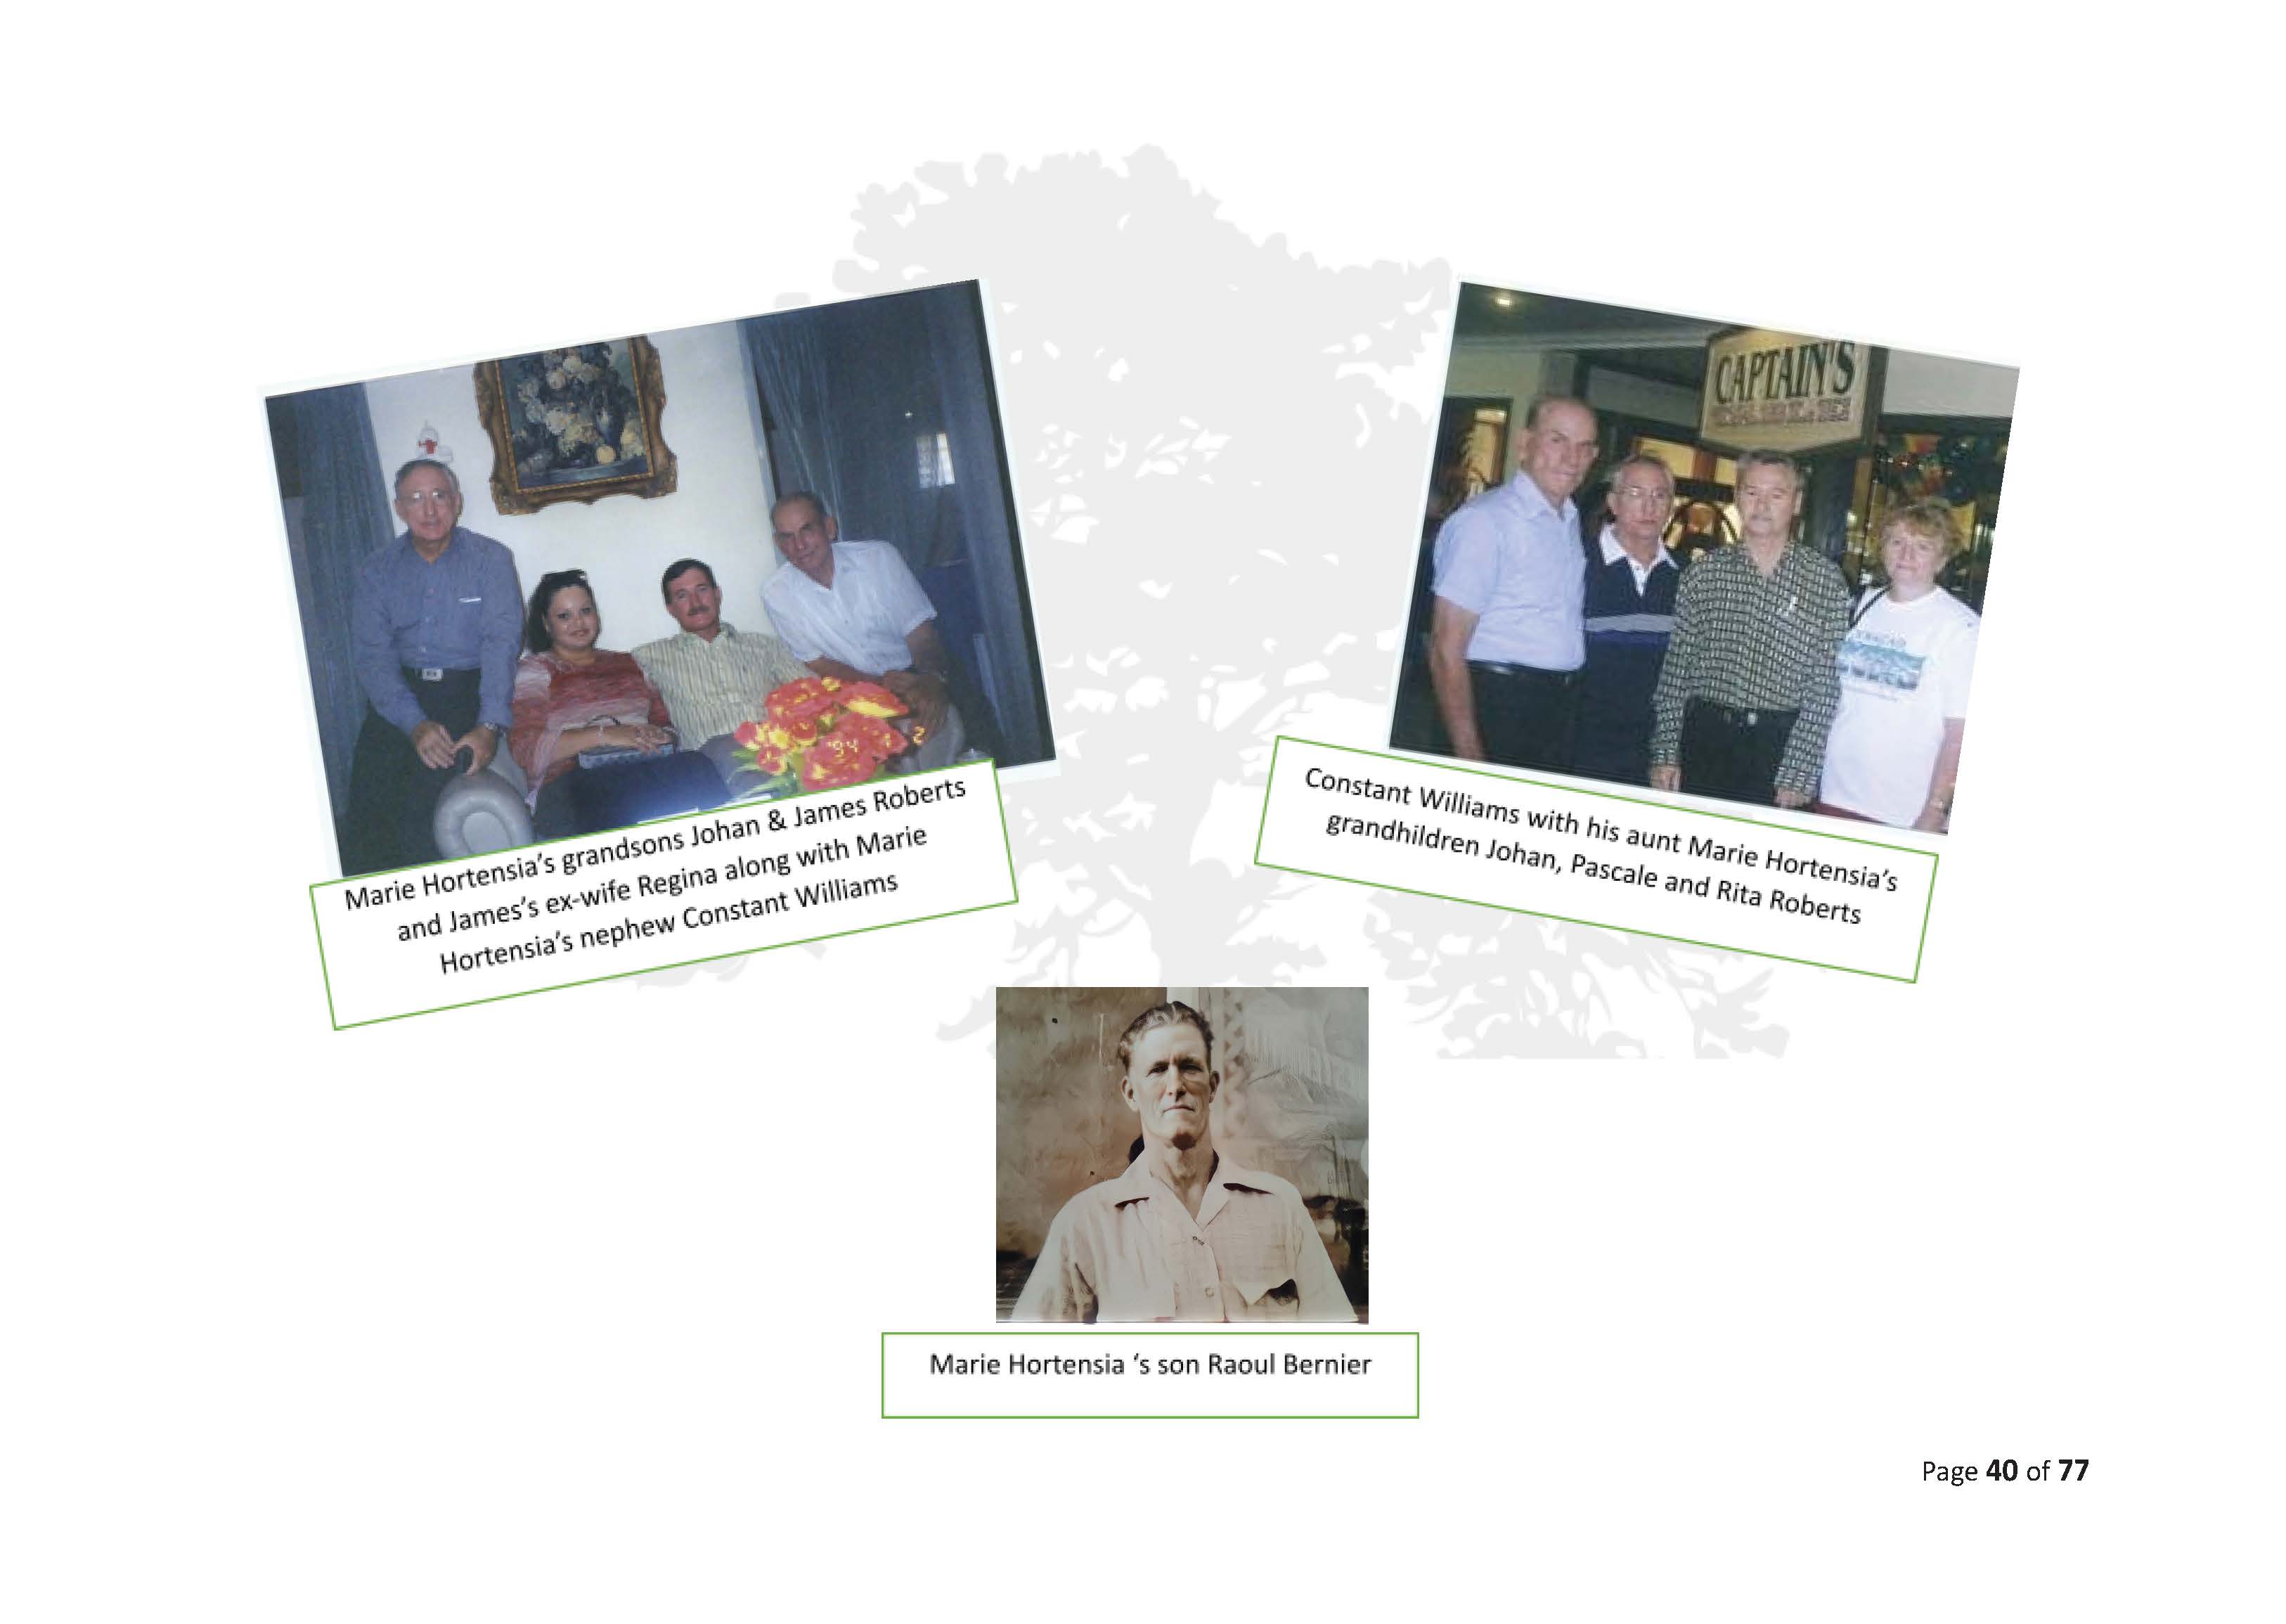 Marie Hortensia's grandsons Johan & James Roberts
and James's ex-wife Regina along with Marie
Hortensia's nephew Constant Williams
'94
2
CAPTAIN'S
Constant Williams with his aunt Marie Hortensia's
grandhildren Johan, Pascale and Rita Roberts
Marie Hortensia 's son Raoul Bernier
Page 40 of 77